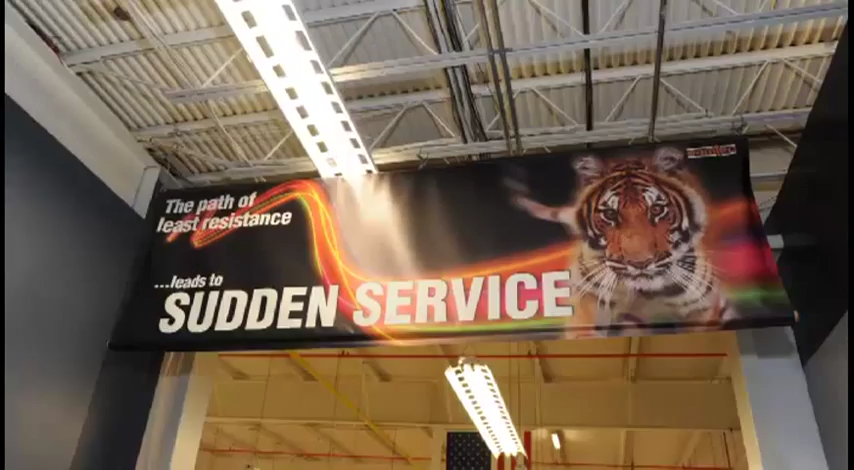 The path of
least resistance
...leads to
SUDDEN SERVICE